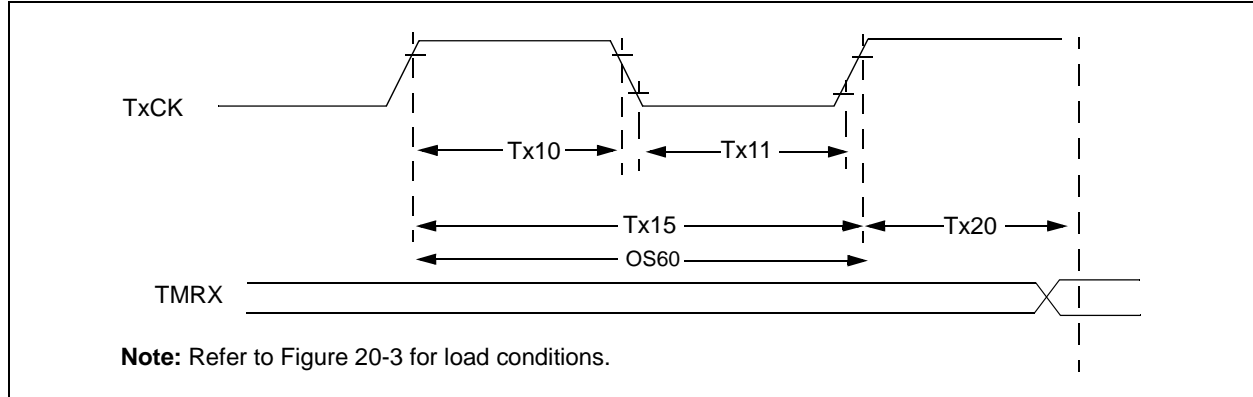 TxCK
Tx10
Tx11
Tx15
Tx20
OS60
TMRX
Note: Refer to Figure 20-3 for load conditions.